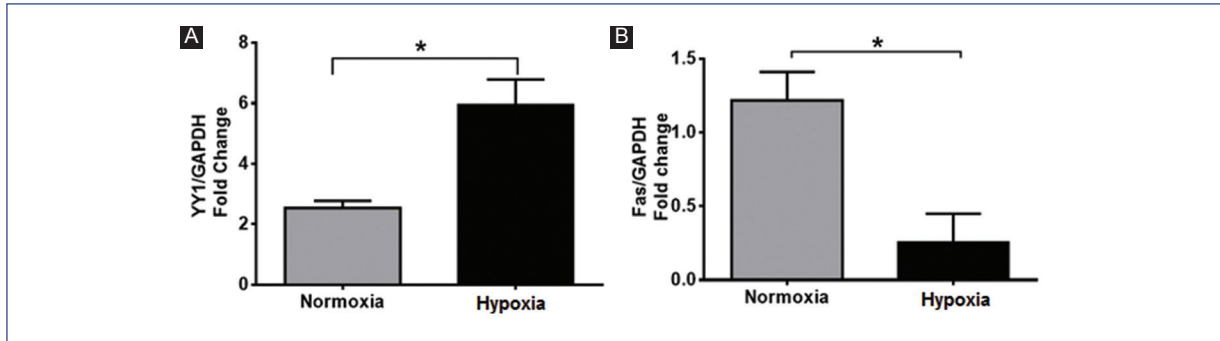 A
YY1/GAPDH
Fold Change
8
6
4
2
0
*
Normoxia
Hypoxia
B
Fas/GAPDH
Fold change
1.5
1.0
0.5
0.0
*
Normoxia
Hypoxia